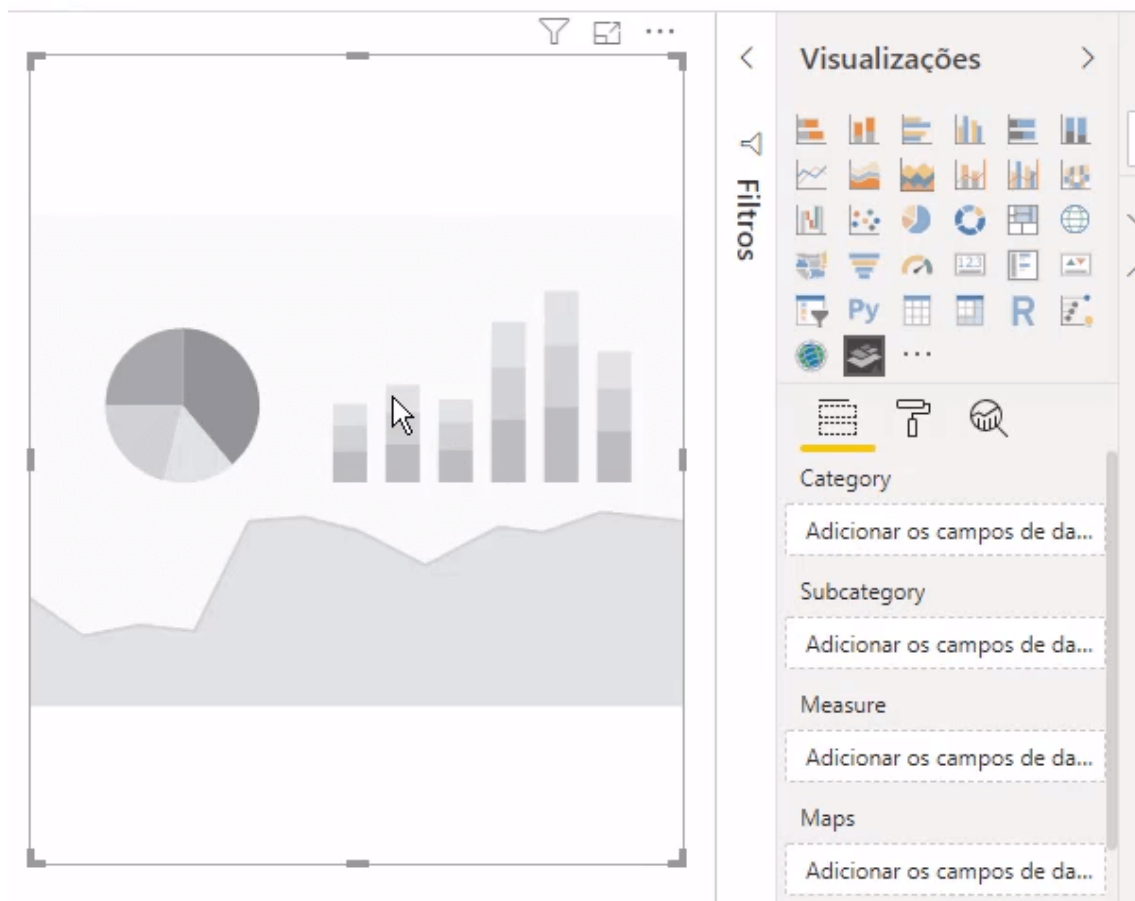 Visualizações
Filtros
123
Py
R
Category
Adicionar os campos de da...
Subcategory
Adicionar os campos de da...
Measure
Adicionar os campos de da...
Maps
Adicionar os campos de da...